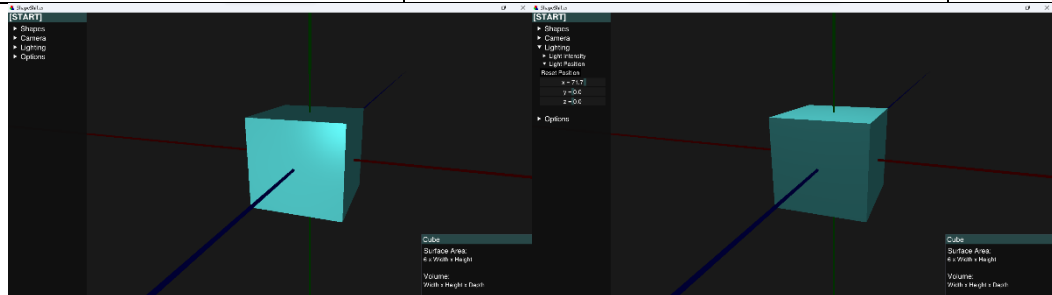 [START]
Shapes
Camera
Lighting
Options
Cube
Surface Area:
6 x Width x Height
Volume:
Width x Height x Depth
[START]
Shapes
Camera
Lighting
Light Intensity
Light Position
Reset Position
x = 71.7
y = 0.0
z = 0.0
Options
Cube
Surface Area:
6 x Width x Height
Volume:
Width x Height x Depth